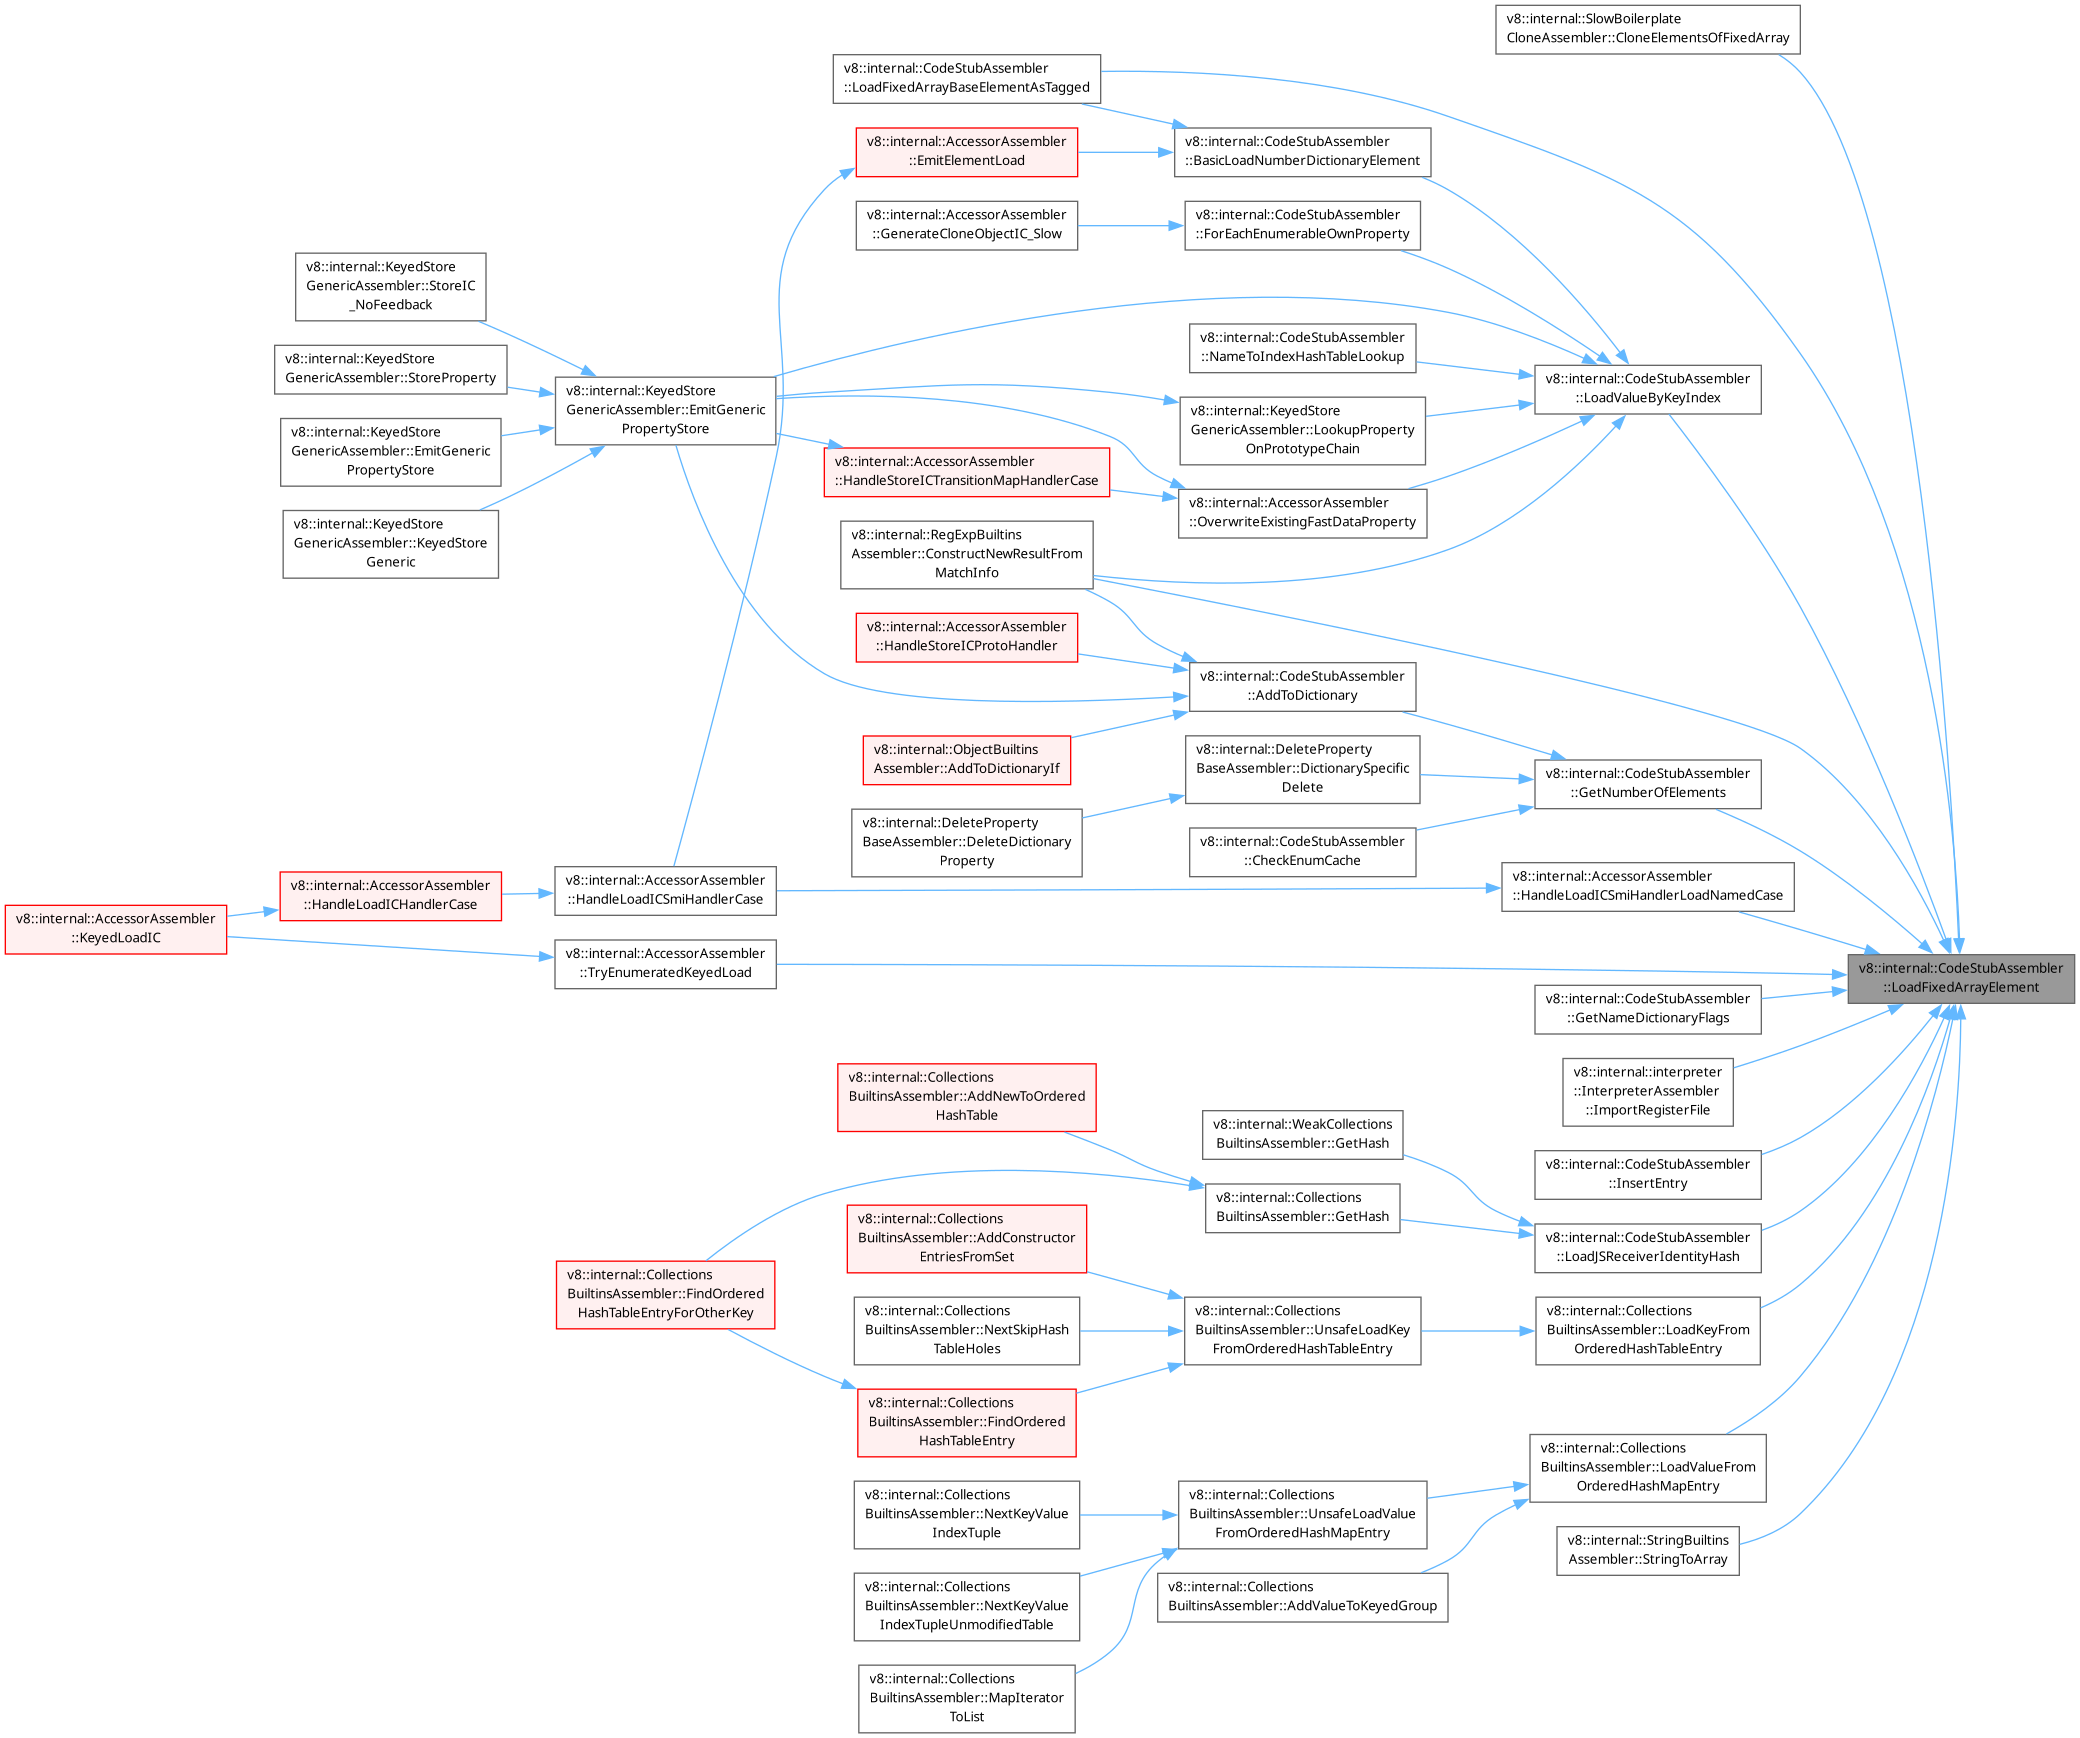 v8::internal::SlowBoilerplate
CloneAssembler::CloneElementsOfFixedArray
v8::internal::CodeStubAssembler
::LoadFixedArrayBaseElementAsTagged
v8::internal::AccessorAssembler
::EmitElementLoad
v8::internal::CodeStubAssembler
::BasicLoadNumberDictionaryElement
v8::internal::AccessorAssembler
::GenerateCloneObjectIC_Slow
v8::internal::CodeStubAssembler
::ForEachEnumerableOwnProperty
v8::internal::KeyedStore
GenericAssembler::StoreIC
_NoFeedback
v8::internal::CodeStubAssembler
::NameToIndexHashTableLookup
v8::internal::KeyedStore
GenericAssembler::StoreProperty
v8::internal::KeyedStore
GenericAssembler::EmitGeneric
PropertyStore
v8::internal::CodeStubAssembler
::LoadValueByKeyIndex
v8::internal::KeyedStore
GenericAssembler::LookupProperty
OnPrototypeChain
v8::internal::KeyedStore
GenericAssembler::EmitGeneric
PropertyStore
v8::internal::AccessorAssembler
::HandleStoreICTransitionMapHandlerCase
v8::internal::AccessorAssembler
::OverwriteExistingFastDataProperty
v8::internal::KeyedStore
GenericAssembler::KeyedStore
Generic
v8::internal::RegExpBuiltins
Assembler::ConstructNewResultFrom
MatchInfo
v8::internal::AccessorAssembler
::HandleStoreICProtoHandler
v8::internal::CodeStubAssembler
::AddToDictionary
v8::internal::ObjectBuiltins
Assembler::AddToDictionaryIf
v8::internal::DeleteProperty
BaseAssembler::DictionarySpecific
Delete
v8::internal::CodeStubAssembler
::GetNumberOfElements
v8::internal::DeleteProperty
BaseAssembler::DeleteDictionary
Property
v8::internal::CodeStubAssembler
::CheckEnumCache
v8::internal::AccessorAssembler
::KeyedLoadIC
v8::internal::AccessorAssembler
::HandleLoadICHandlerCase
v8::internal::AccessorAssembler
::HandleLoadICSmiHandlerCase
v8::internal::AccessorAssembler
::HandleLoadICSmiHandlerLoadNamedCase
v8::internal::AccessorAssembler
::TryEnumeratedKeyedLoad
v8::internal::CodeStubAssembler
::LoadFixedArrayElement
v8::internal::CodeStubAssembler
::GetNameDictionaryFlags
v8::internal::interpreter
::InterpreterAssembler
::ImportRegisterFile
v8::internal::Collections
BuiltinsAssembler::AddNewToOrdered
HashTable
v8::internal::WeakCollections
BuiltinsAssembler::GetHash
v8::internal::CodeStubAssembler
::InsertEntry
v8::internal::Collections
BuiltinsAssembler::GetHash
v8::internal::Collections
BuiltinsAssembler::AddConstructor
EntriesFromSet
v8::internal::CodeStubAssembler
::LoadJSReceiverIdentityHash
v8::internal::Collections
BuiltinsAssembler::FindOrdered
HashTableEntryForOtherKey
v8::internal::Collections
BuiltinsAssembler::NextSkipHash
TableHoles
v8::internal::Collections
BuiltinsAssembler::UnsafeLoadKey
FromOrderedHashTableEntry
v8::internal::Collections
BuiltinsAssembler::LoadKeyFrom
OrderedHashTableEntry
v8::internal::Collections
BuiltinsAssembler::FindOrdered
HashTableEntry
v8::internal::Collections
BuiltinsAssembler::LoadValueFrom
OrderedHashMapEntry
v8::internal::Collections
BuiltinsAssembler::NextKeyValue
IndexTuple
v8::internal::Collections
BuiltinsAssembler::UnsafeLoadValue
FromOrderedHashMapEntry
v8::internal::StringBuiltins
Assembler::StringToArray
v8::internal::Collections
BuiltinsAssembler::NextKeyValue
IndexTupleUnmodifiedTable
v8::internal::Collections
BuiltinsAssembler::AddValueToKeyedGroup
v8::internal::Collections
BuiltinsAssembler::MapIterator
ToList